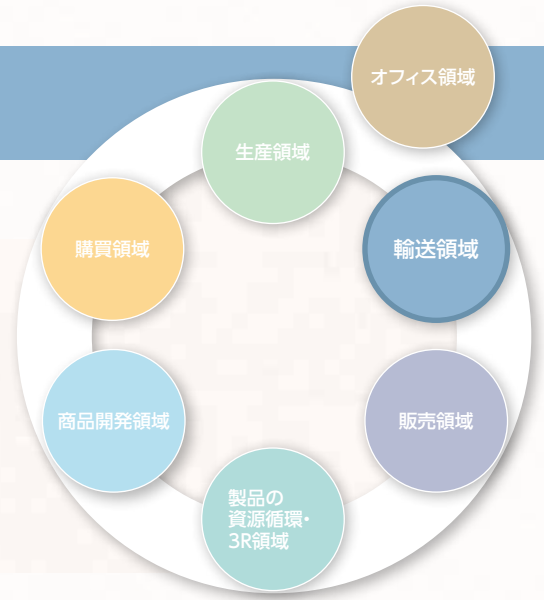 オフィス領域
生産領域
購買領域
輸送領域
商品開発領域
販売領域
製品の
資源循環・
3R領域